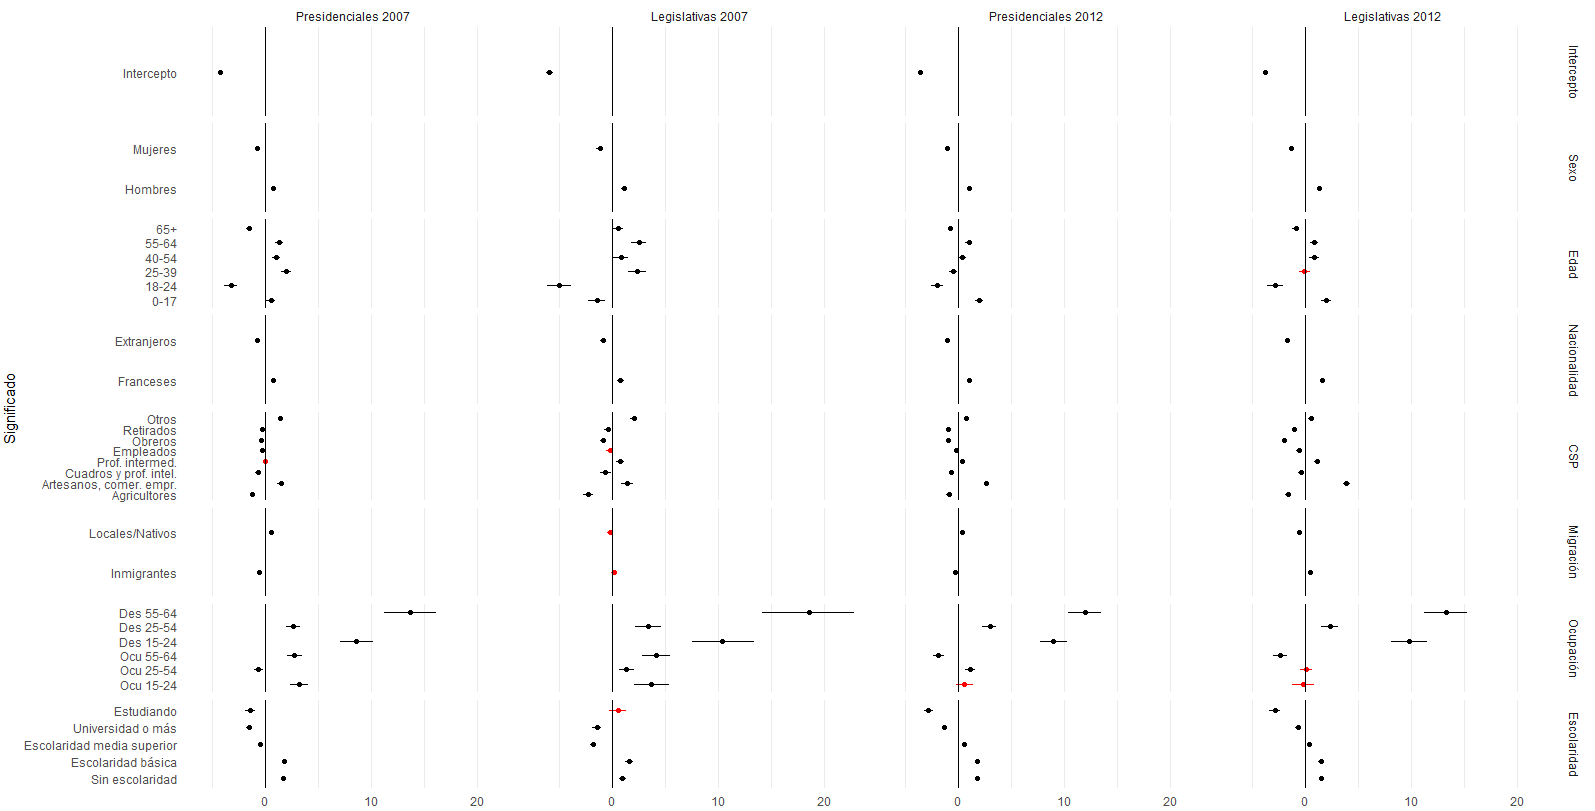 Presidenciales 2007 Legislativas 2007 Presidenciales 2012 Legislativas 2012
Significado
Intercepto
Intercepto
Mujeres
Hombres
Sexo
65+
55-64
40-54
25-39
18-24
0-17
Edad
Extranjeros
Franceses
Nacionalidad
Otros
Retirados
Obreros
Empleados
Prof. intermed.
Cuadros y prof. intel.
Artesanos, comer. empr.
Agricultores
CSP
Locales/Nativos
Inmigrantes
Migración
Des 55-64
Des 25-54
Des 15-24
Ocu 55-64
Ocu 25-54
Ocu 15-24
Ocupación
Estudiando
Universidad o más
Escolaridad media superior
Escolaridad básica
Sin escolaridad
Escolaridad
0 10 20 0 10 20 0 10 20 0 10 20